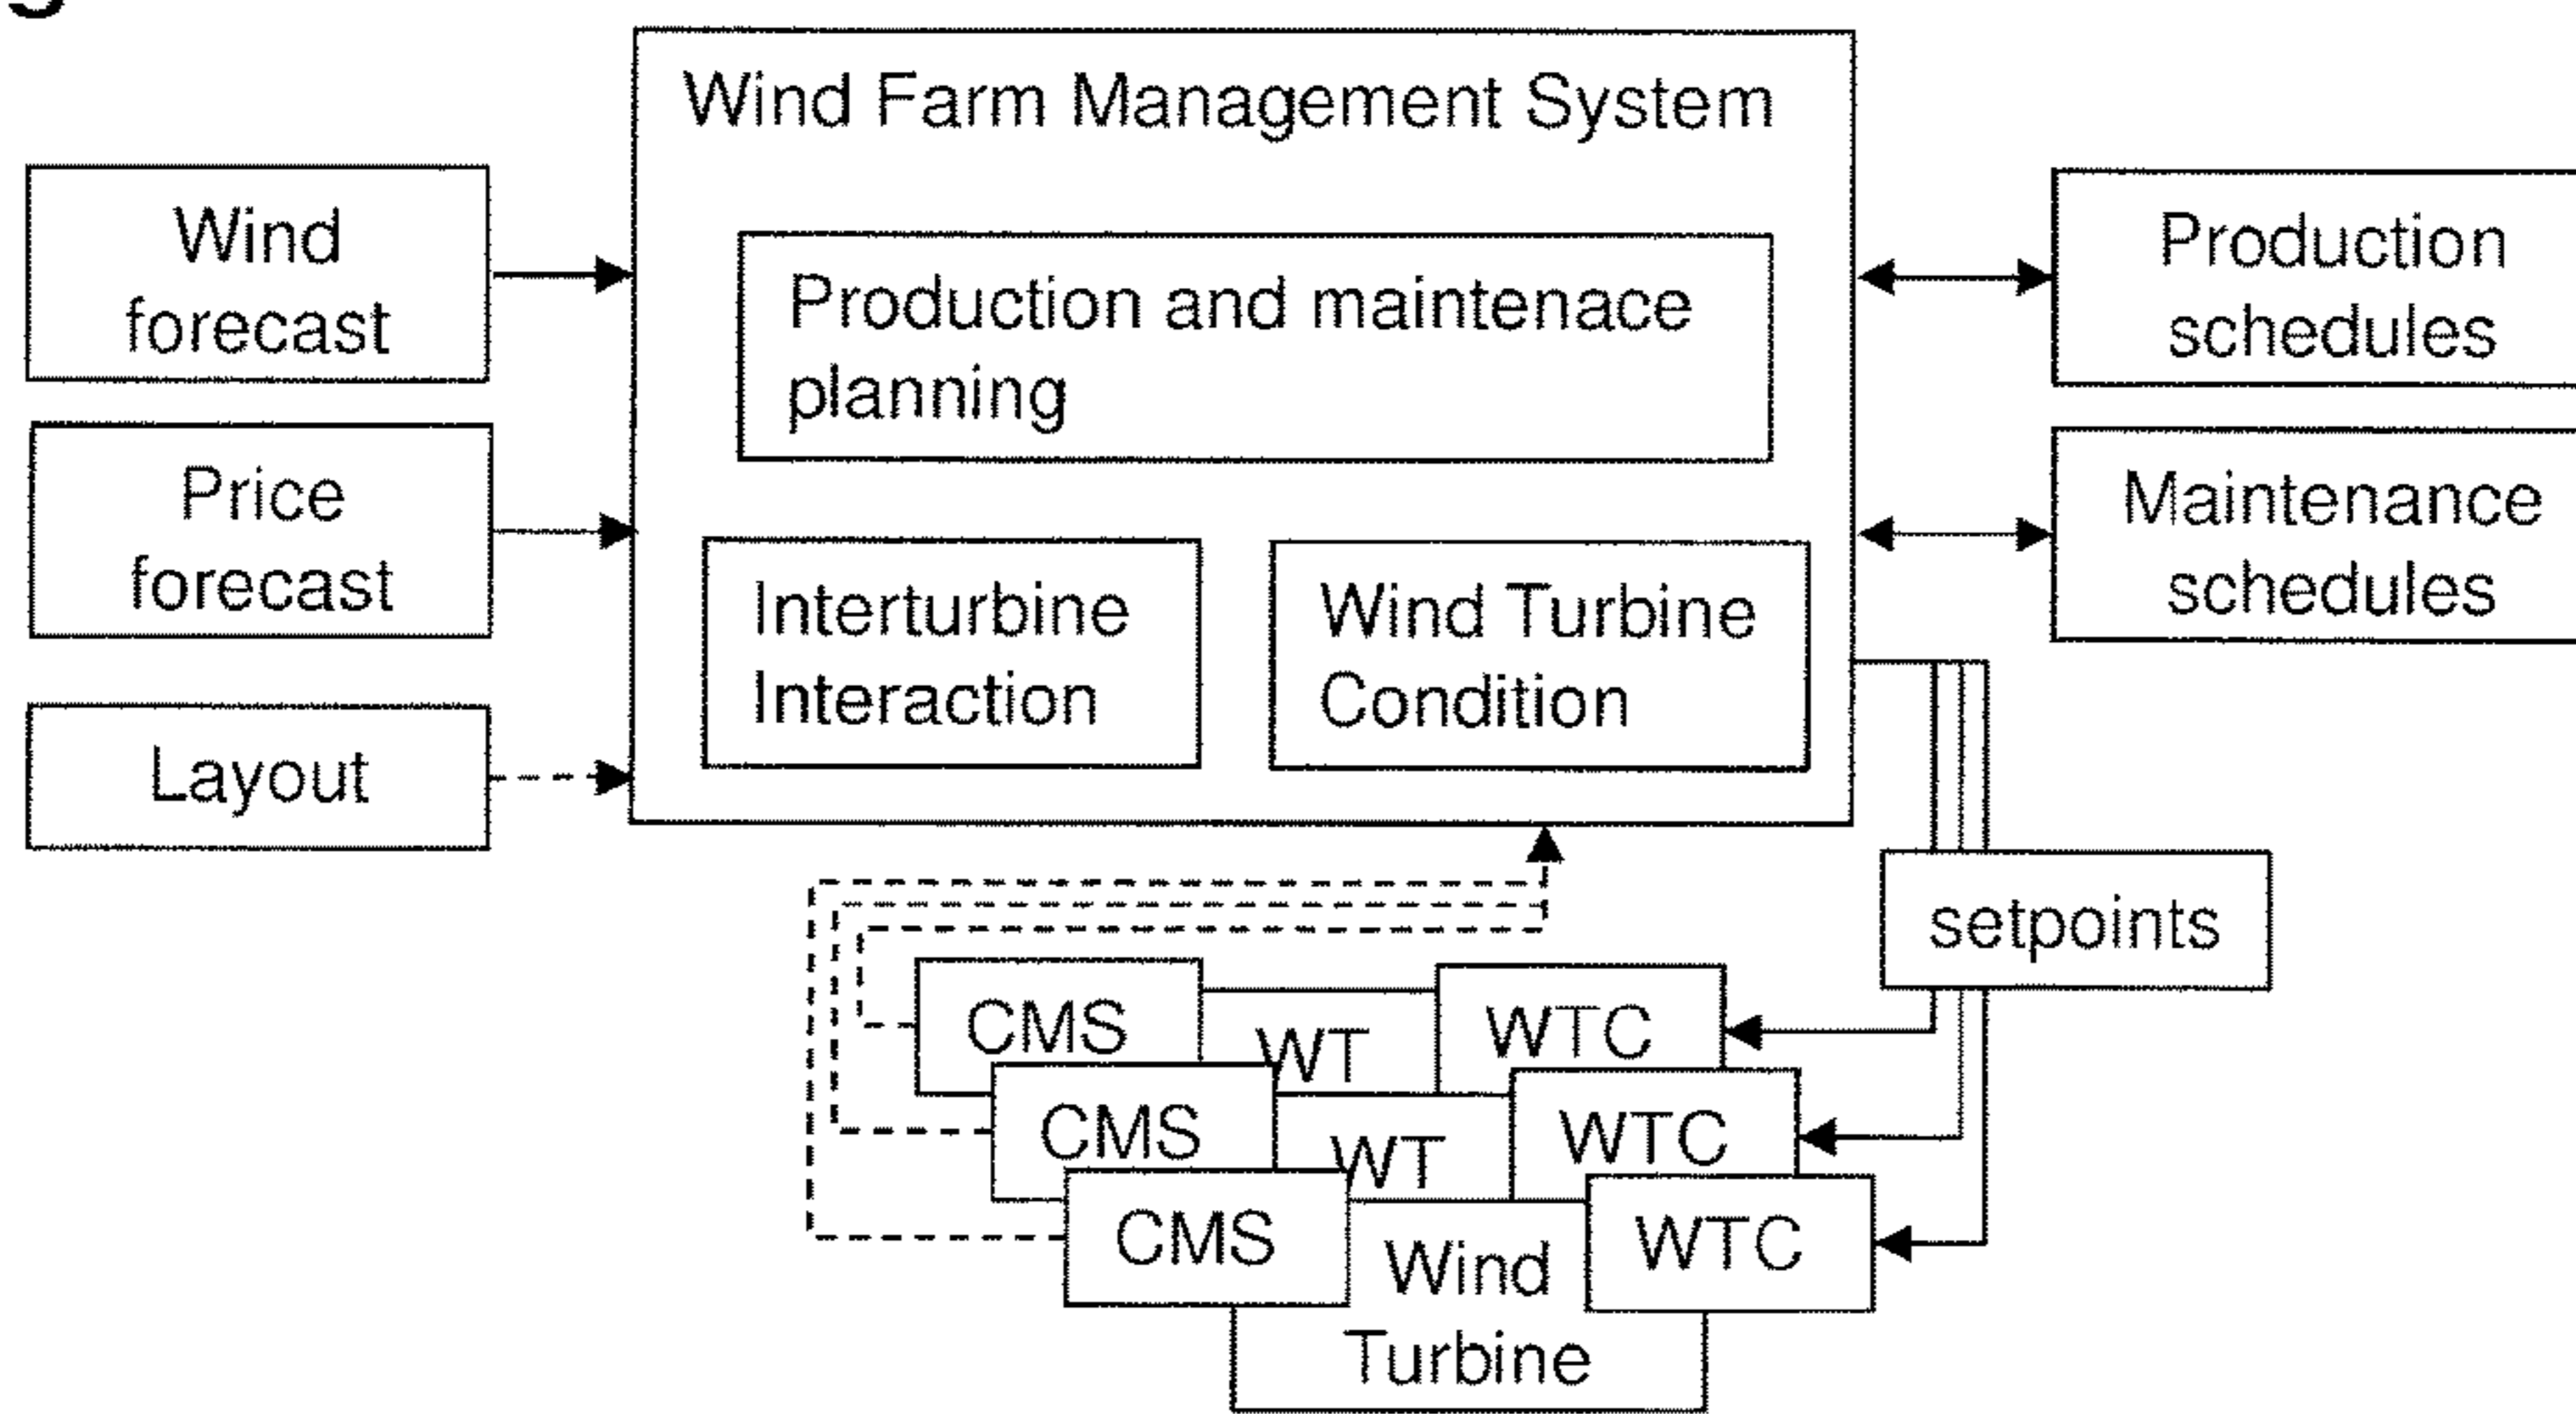 Wind Farm Management System
Wind
forecast
Price
forecast
Layout
Production and maintenace
planning
Interturbine
Interaction
Wind Turbine
Condition
Production
schedules
Maintenance
schedules
setpoints
CMS
WT
WTC
CMS
WT
WTC
CMS
Wind
Turbine
WTC